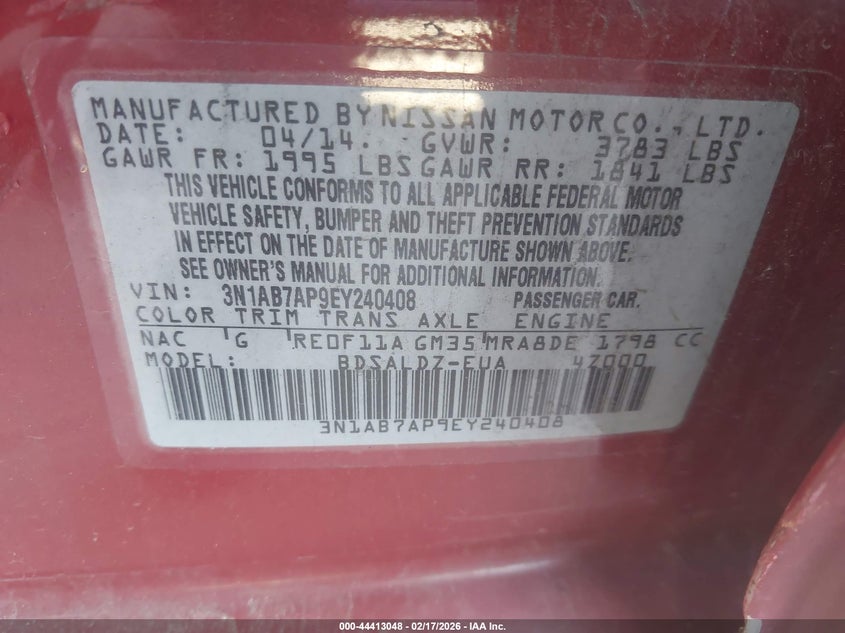 MANUFACTURED BY NISSAN MOTOR CO., LTD.
DATE: 04/14. GVWR: 3783 LBS
GAWR FR: 1995 LBS GAWR RR: 1841 LBS
THIS VEHICLE CONFORMS TO ALL APPLICABLE FEDERAL MOTOR
VEHICLE SAFETY, BUMPER AND THEFT PREVENTION STANDARDS
IN EFFECT ON THE DATE OF MANUFACTURE SHOWN ABOVE.
SEE OWNER'S MANUAL FOR ADDITIONAL INFORMATION.
VIN: 3N1AB7AP9EY240408 PASSENGER CAR.
COLOR TRIM TRANS AXLE ENGINE
NAC G RE0F11A GM35 MRA8DE 1798 CC
MODEL: BDSALDZ-EUA 4Z000
3N1AB7AP9EY240408
000-44413048 - 02/17/2026 - IAA Inc.